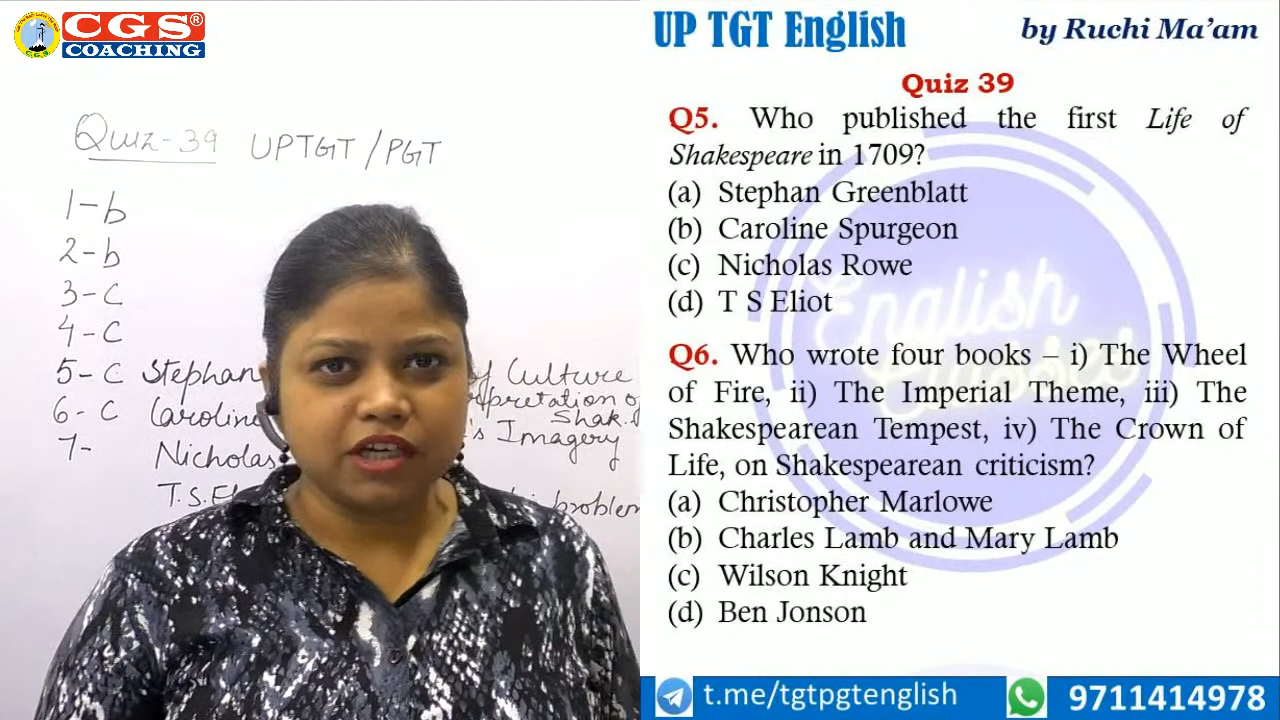 CGS®
COACHING
UP TGT English
by Ruchi Ma'am
Quiz-39 UPTGT/PGT
1-b
2-b
3-C
4-C
5-C Stephan of Culture
6-C Caroline
Shak.
's Imagery
7-
Nicholas
problem
Quiz 39
Q5. Who published the first Life of
Shakespeare in 1709?
(a) Stephan Greenblatt
(b) Caroline Spurgeon
(c) Nicholas Rowe
(d) T S Eliot
Q6. Who wrote four books – i) The Wheel
of Fire, ii) The Imperial Theme, iii) The
Shakespearean Tempest, iv) The Crown of
Life, on Shakespearean criticism?
(a) Christopher Marlowe
(b) Charles Lamb and Mary Lamb
(c) Wilson Knight
(d) Ben Jonson
t.me/tgtpgtenglish
9711414978